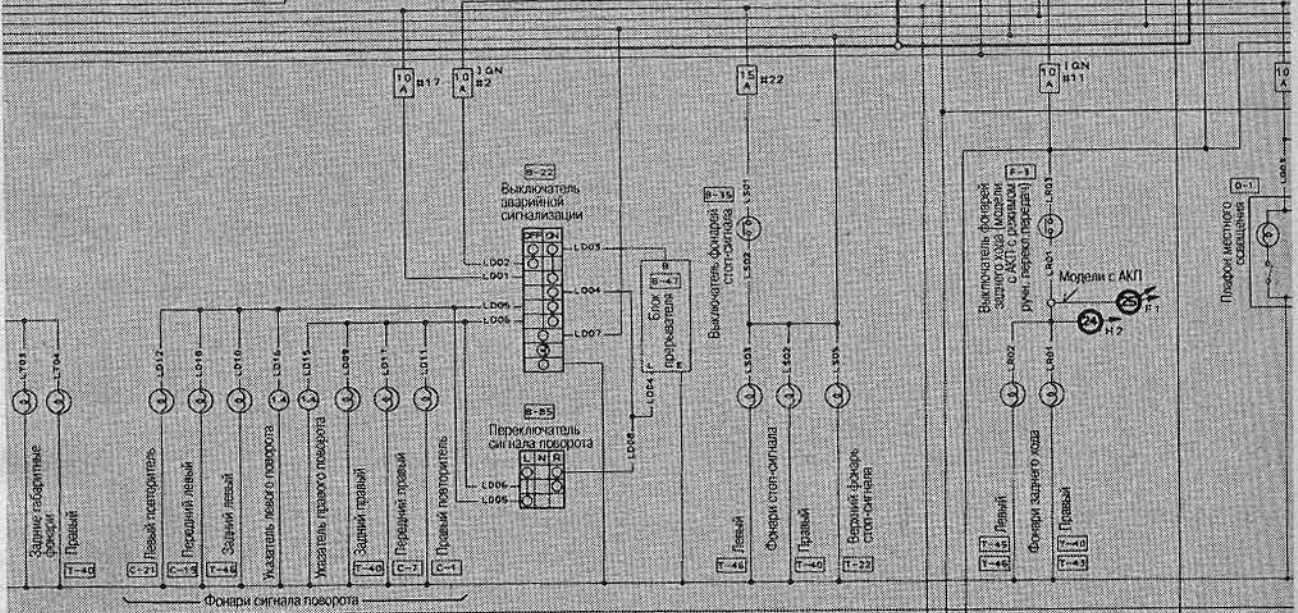 10 A #17
10 A IGN #2
15 A #22
10 A IGN #11
10 A
B-22
Выключатель
аварийной
сигнализации
OFF ON
LD02
LD01
LD05
LD06
LD03
LD04
LD07
B
B-47
Блок
прерывателя
E
LD04
LD08
B-85
Переключатель
сигнала поворота
L N R
LD06
LD05
B-35
Выключатель фонарей
стоп-сигнала
LS01
LS02
LS03
LS02
F-3
Выключатель фонарей
заднего хода (модели
с АКП с режимом
ручн. перекл. передач)
LR03
LR01
Модели с АКП
25 F1
24 H2
LR02
LR01
O-1
Плафон местного
освещения
LT03
LT04
LD12
LD18
LD10
LD16
LD15
LD09
LD17
LD11
Задние габаритные
фонари
Правый
T-40
Левый повторитель
C-21
Передний левый
Задний левый
T-46
Указатель левого поворота
Указатель правого поворота
Задний правый
T-40
Передний правый
C-7
Правый повторитель
C-1
Фонари сигнала поворота
Левый
T-46
Фонари стоп-сигнала
Правый
T-40
Верхний фонарь
стоп-сигнала
T-22
Левый
T-45
T-46
Фонари заднего хода
Правый
T-40
T-43